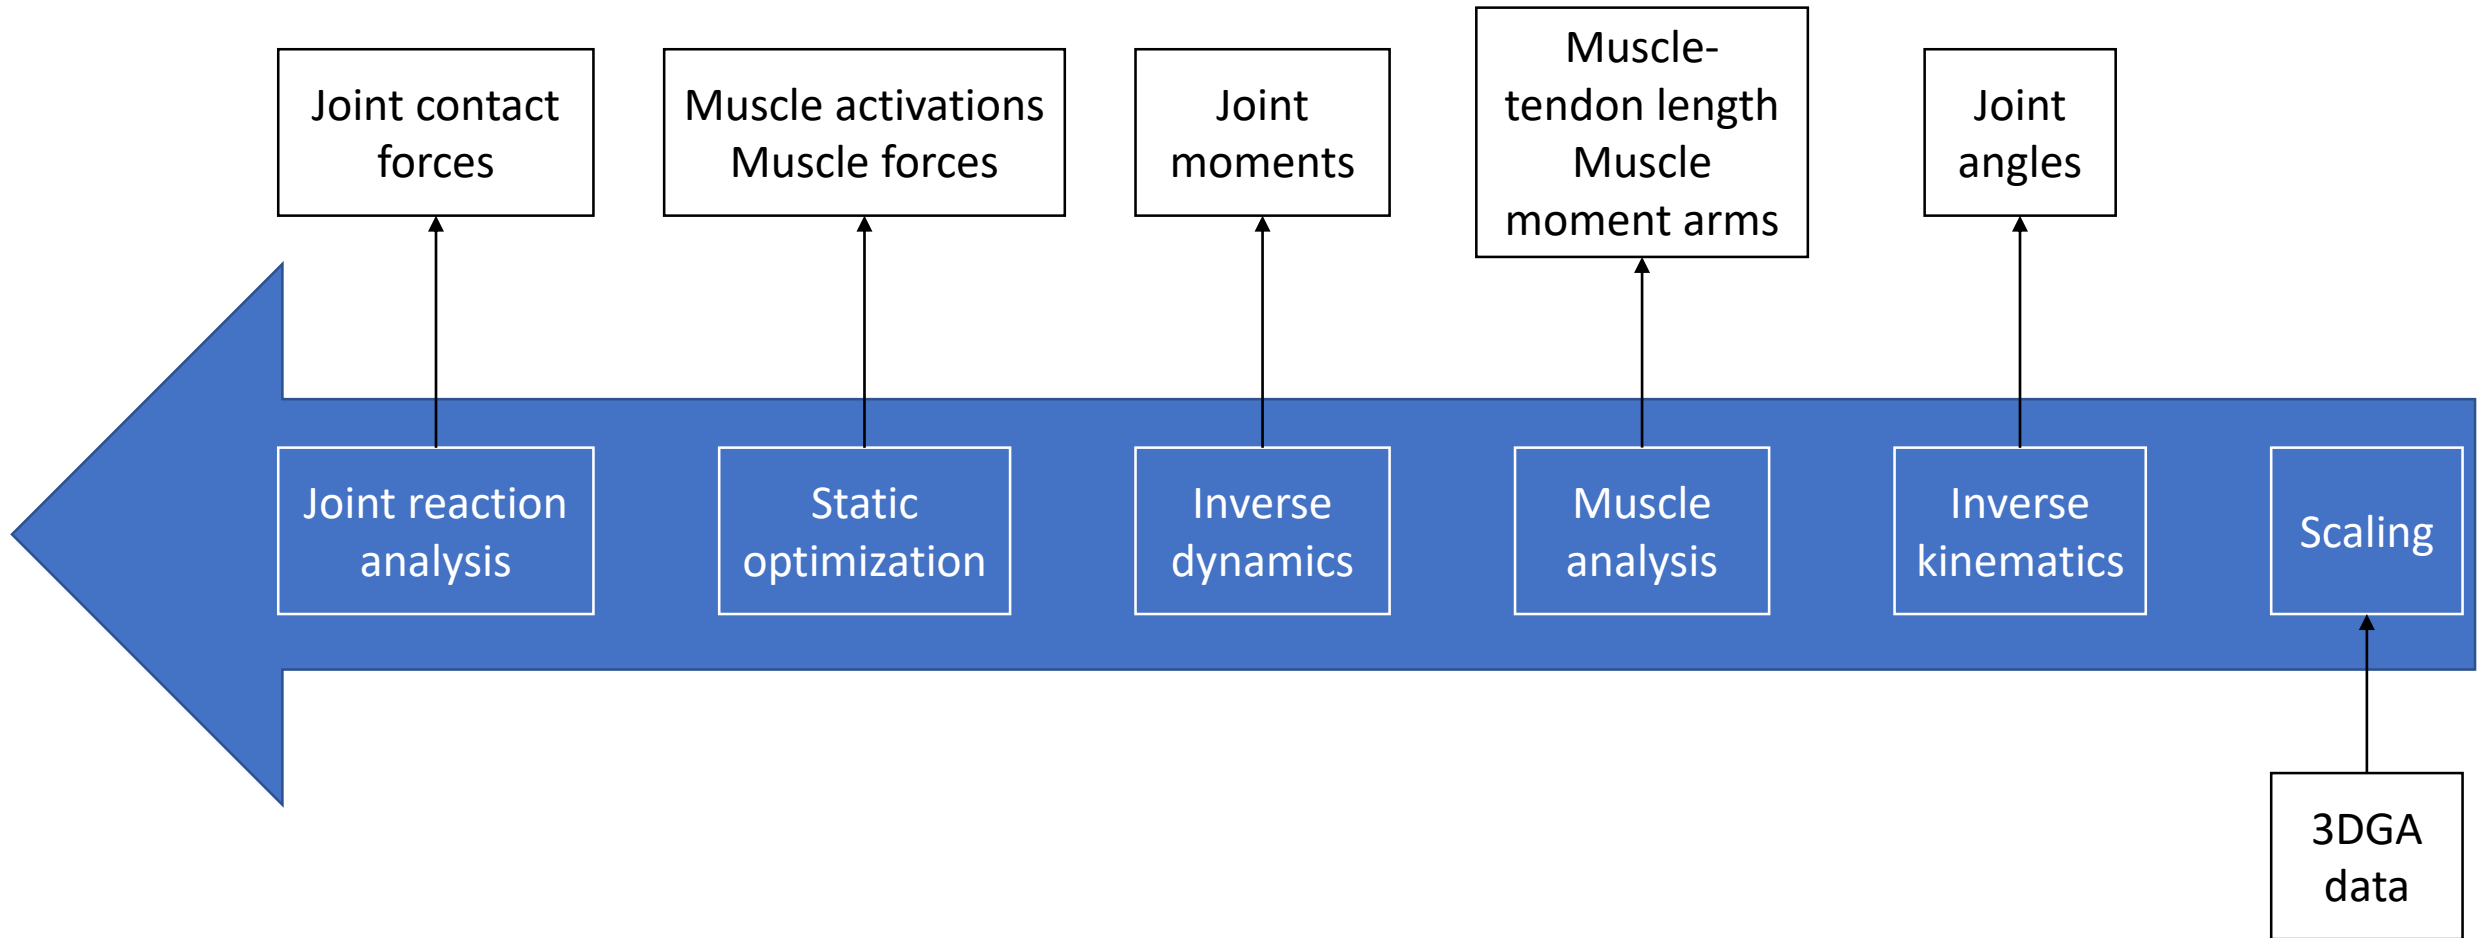 Joint contact
forces
Muscle activations
Muscle forces
Joint
moments
Muscle-
tendon length
Muscle
moment arms
Joint
angles
Joint reaction
analysis
Static
optimization
Inverse
dynamics
Muscle
analysis
Inverse
kinematics
Scaling
3DGA
data